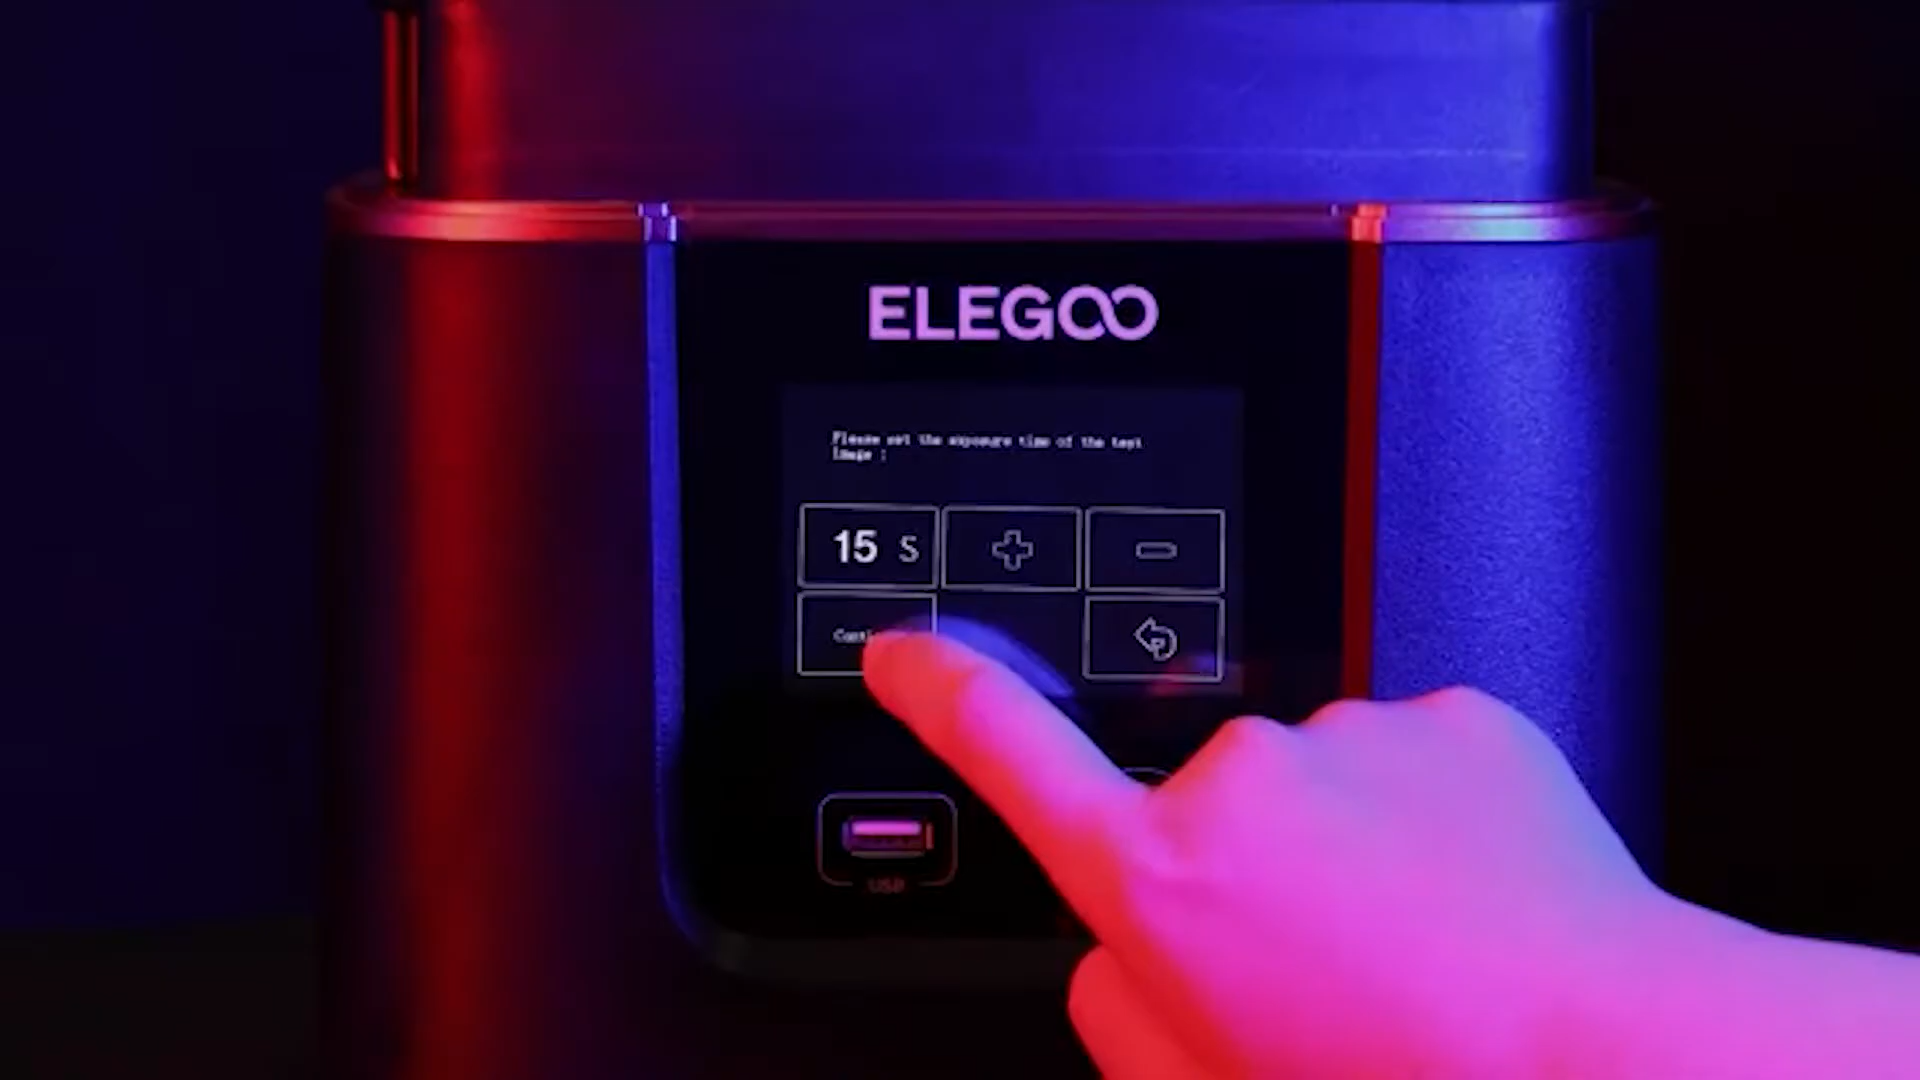 ELEGOO
Please set the exposure time of the test
image :
15 S
USB